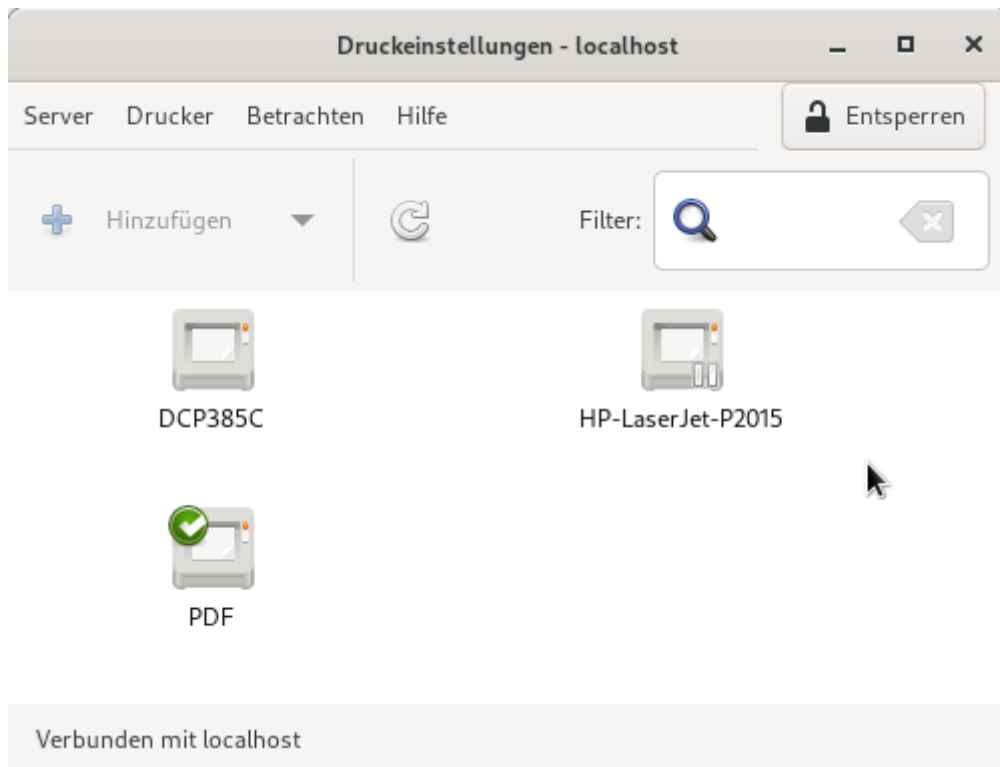 Druckeinstellungen - localhost
Server Drucker Betrachten Hilfe Entsperren
Hinzufügen Filter:
DCP385C HP-LaserJet-P2015
PDF
Verbunden mit localhost